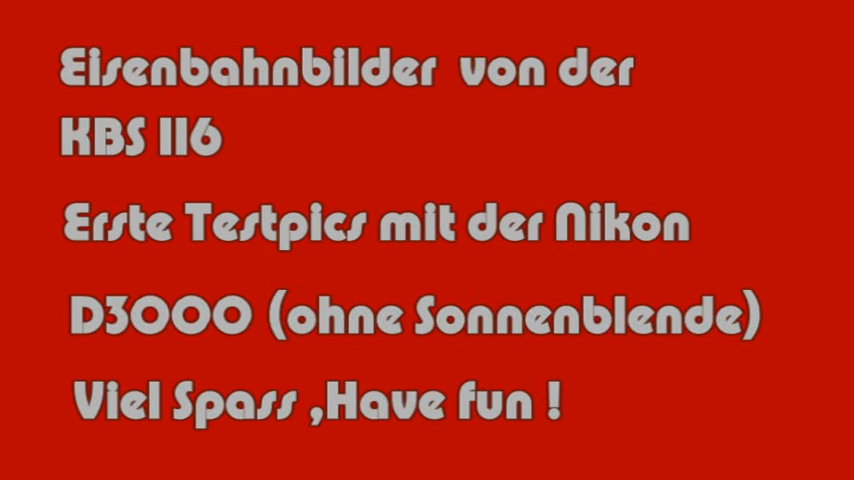 Eisenbahnbilder von der
KBS 116
Erste Testpics mit der Nikon
D3000 (ohne Sonnenblende)
Viel Spass ,Have fun !